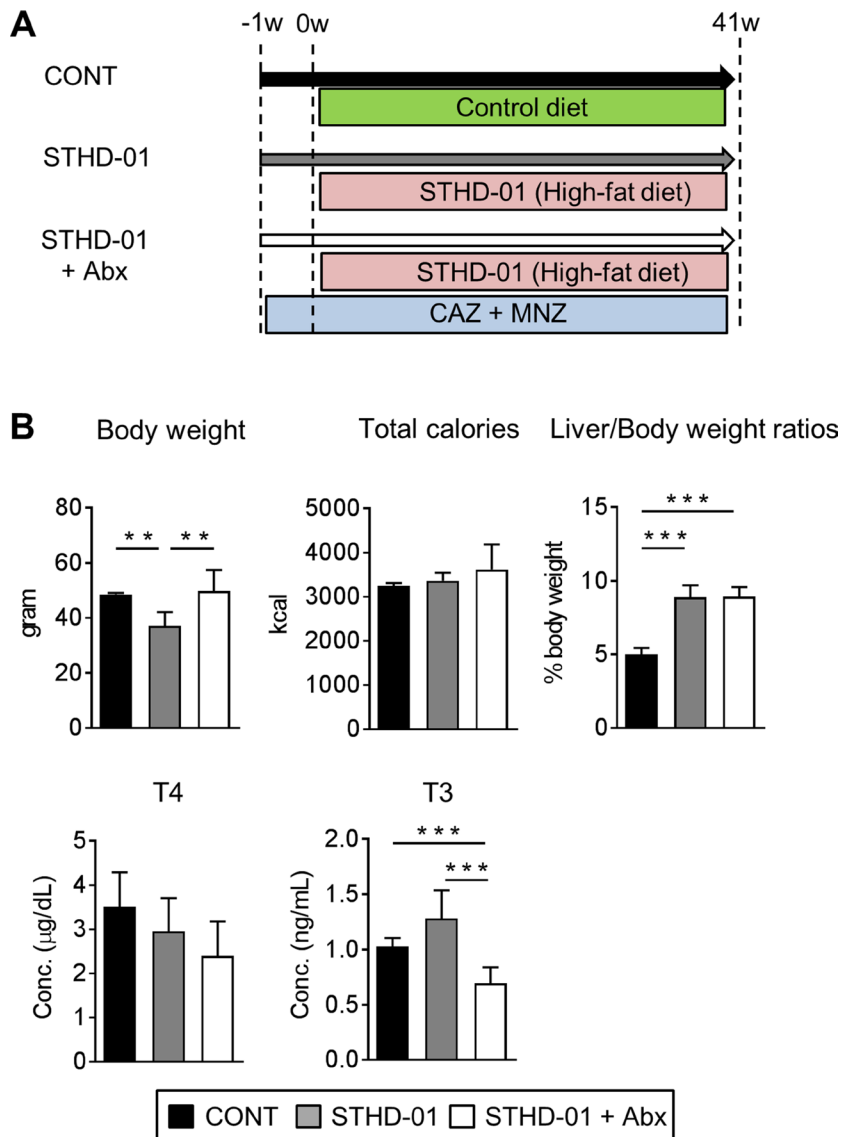 A
-1w 0w 41w
CONT
Control diet
STHD-01
STHD-01 (High-fat diet)
STHD-01
+ Abx
STHD-01 (High-fat diet)
CAZ + MNZ
B
Body weight
gram
80
60
40
20
0
* *
* *
Total calories
kcal
5000
4000
3000
2000
1000
0
Liver/Body weight ratios
% body weight
15
10
5
0
* * *
* * *
T4
Conc. (μg/dL)
5
4
3
2
1
0
T3
Conc. (ng/mL)
2.0
1.5
1.0
0.5
0.0
* * *
* * *
CONT STHD-01 STHD-01 + Abx